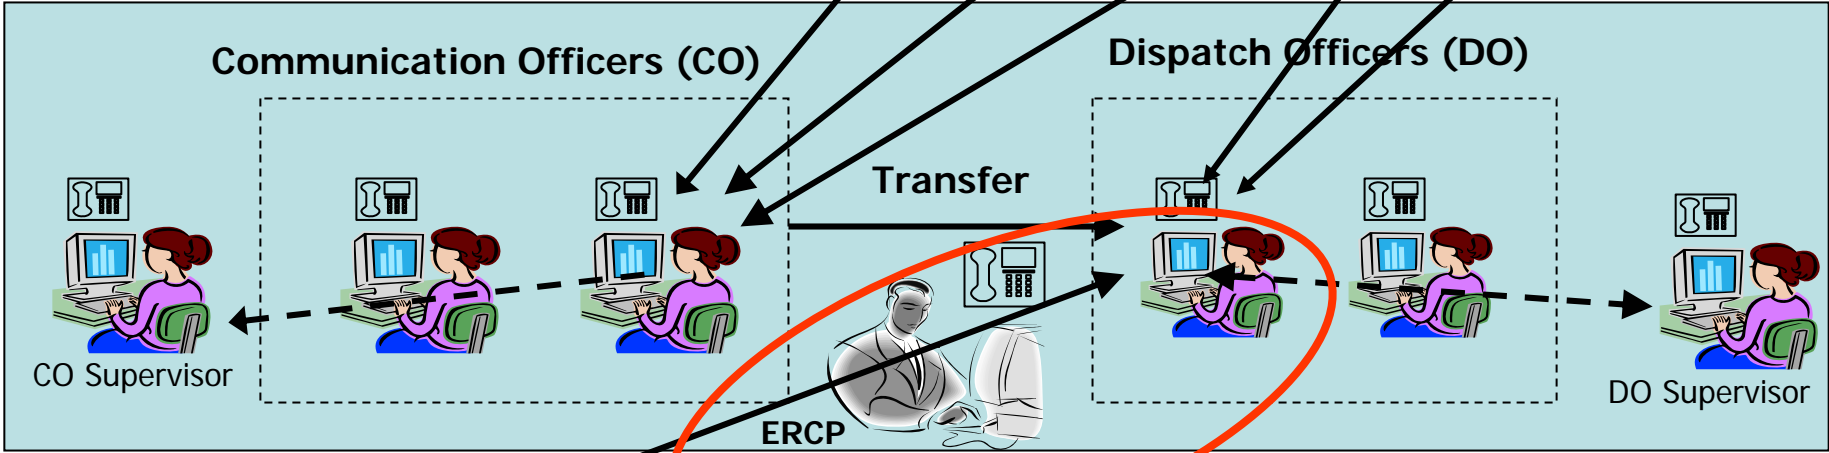 Communication Officers (CO)
Dispatch Officers (DO)
Transfer
CO Supervisor
ERCP
DO Supervisor